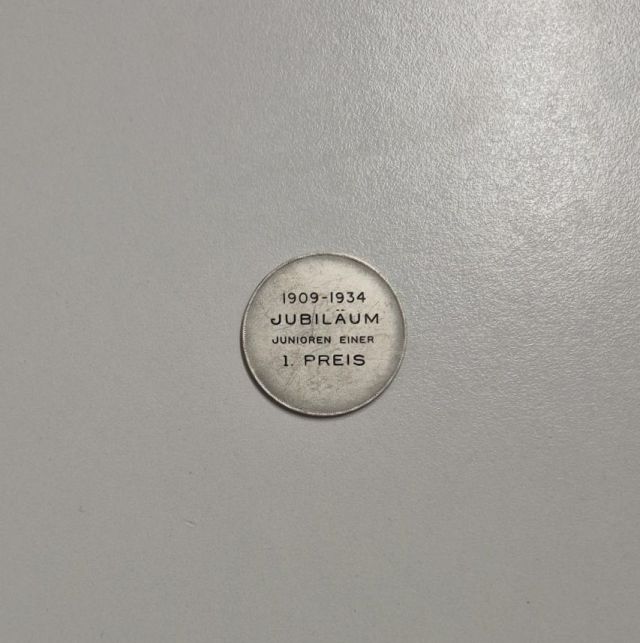 1909-1934
JUBILÄUM
JUNIOREN EINER
1. PREIS